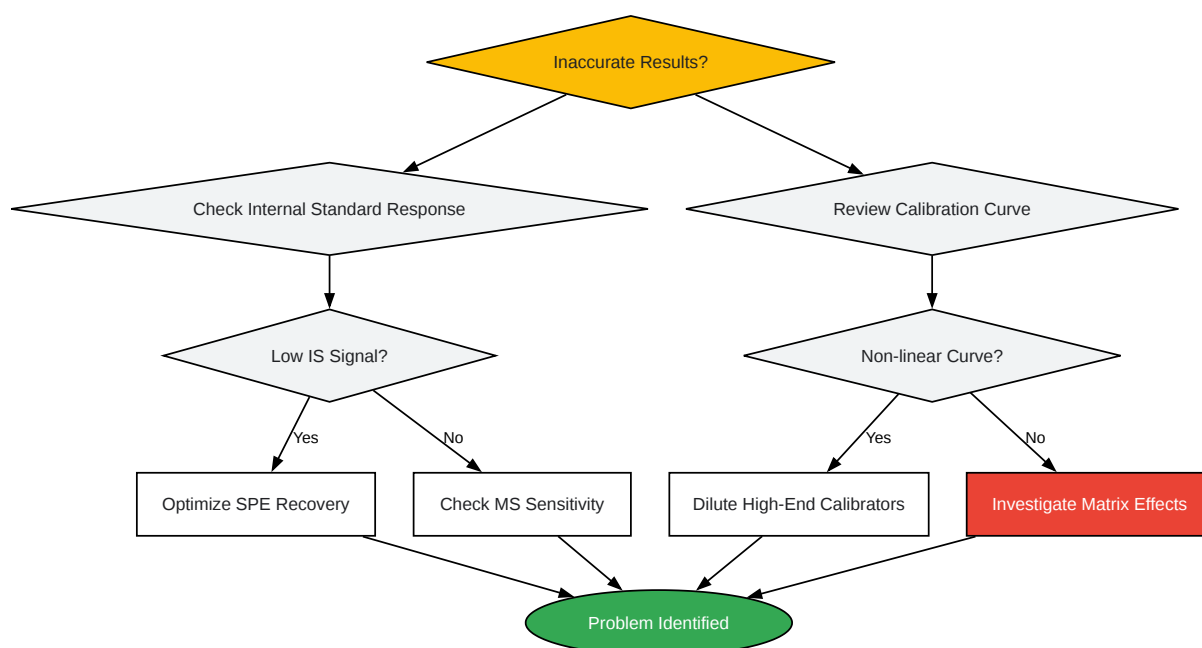 Inaccurate Results?
Check Internal Standard Response
Review Calibration Curve
Low IS Signal?
Non-linear Curve?
Yes
No
Yes
No
Optimize SPE Recovery
Check MS Sensitivity
Dilute High-End Calibrators
Investigate Matrix Effects
Problem Identified